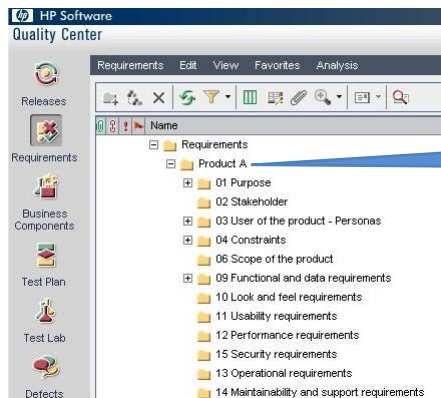 hp HP Software
Quality Center
Requirements Edit View Favorites Analysis
Releases
Requirements
Business
Components
Test Plan
Test Lab
Defects
Name
Requirements
Product A
01 Purpose
02 Stakeholder
03 User of the product - Personas
04 Constraints
06 Scope of the product
09 Functional and data requirements
10 Look and feel requirements
11 Usability requirements
12 Performance requirements
15 Security requirements
13 Operational requirements
14 Maintainability and support requirements